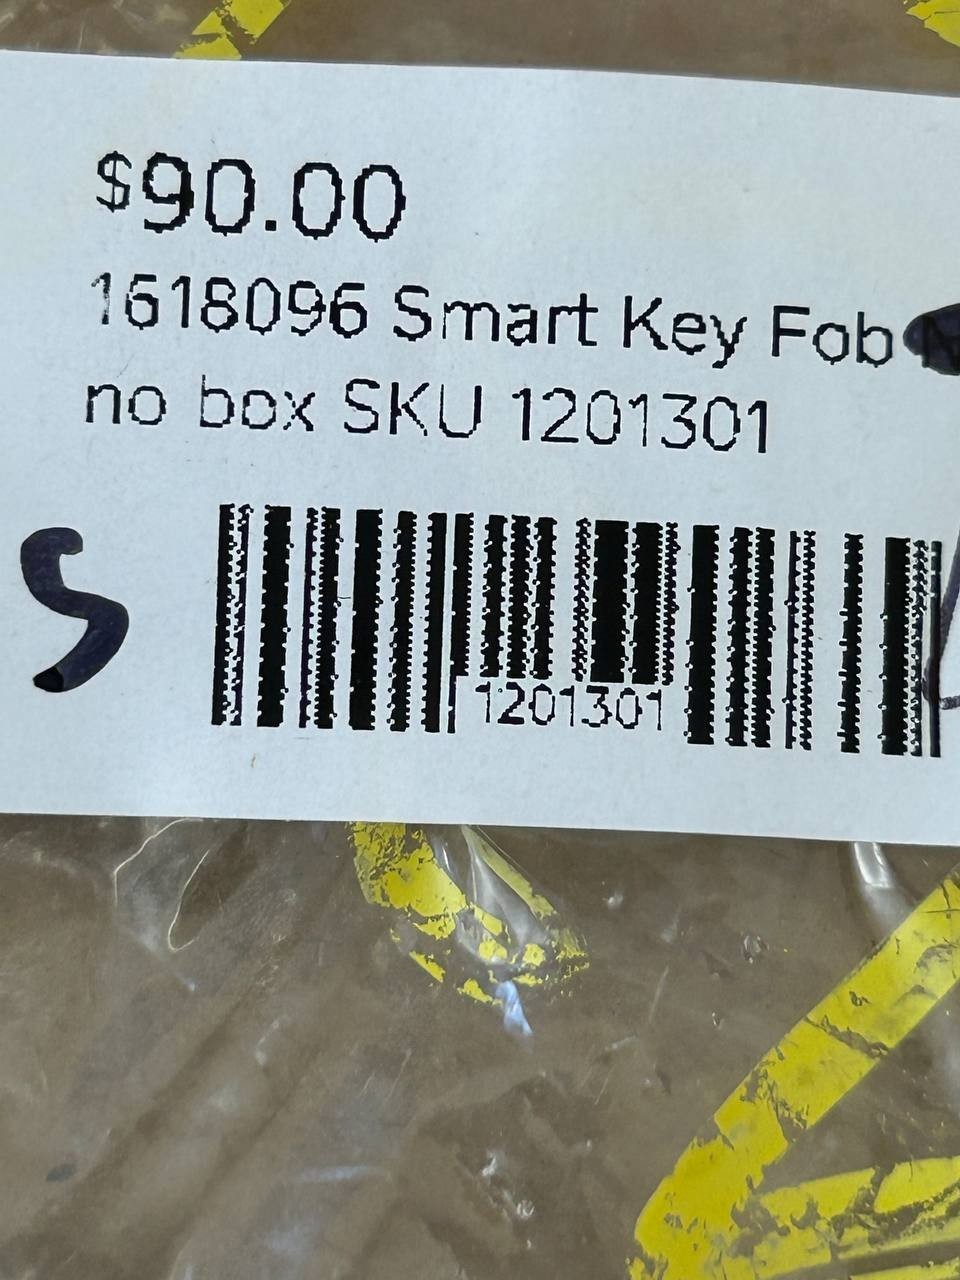 $90.00
1618096 Smart Key Fob
no box SKU 1201301
S
1201301